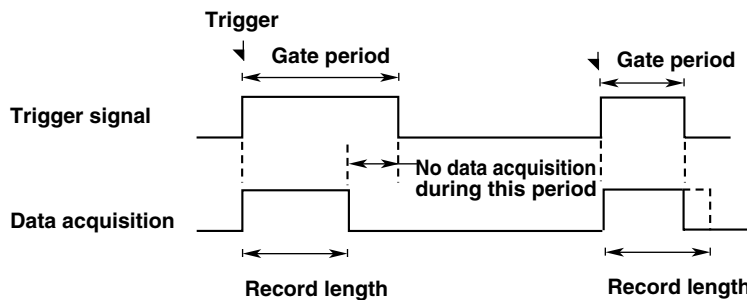 Trigger
Gate period
Gate period
Trigger signal
No data acquisition
during this period
Data acquisition
Record length
Record length